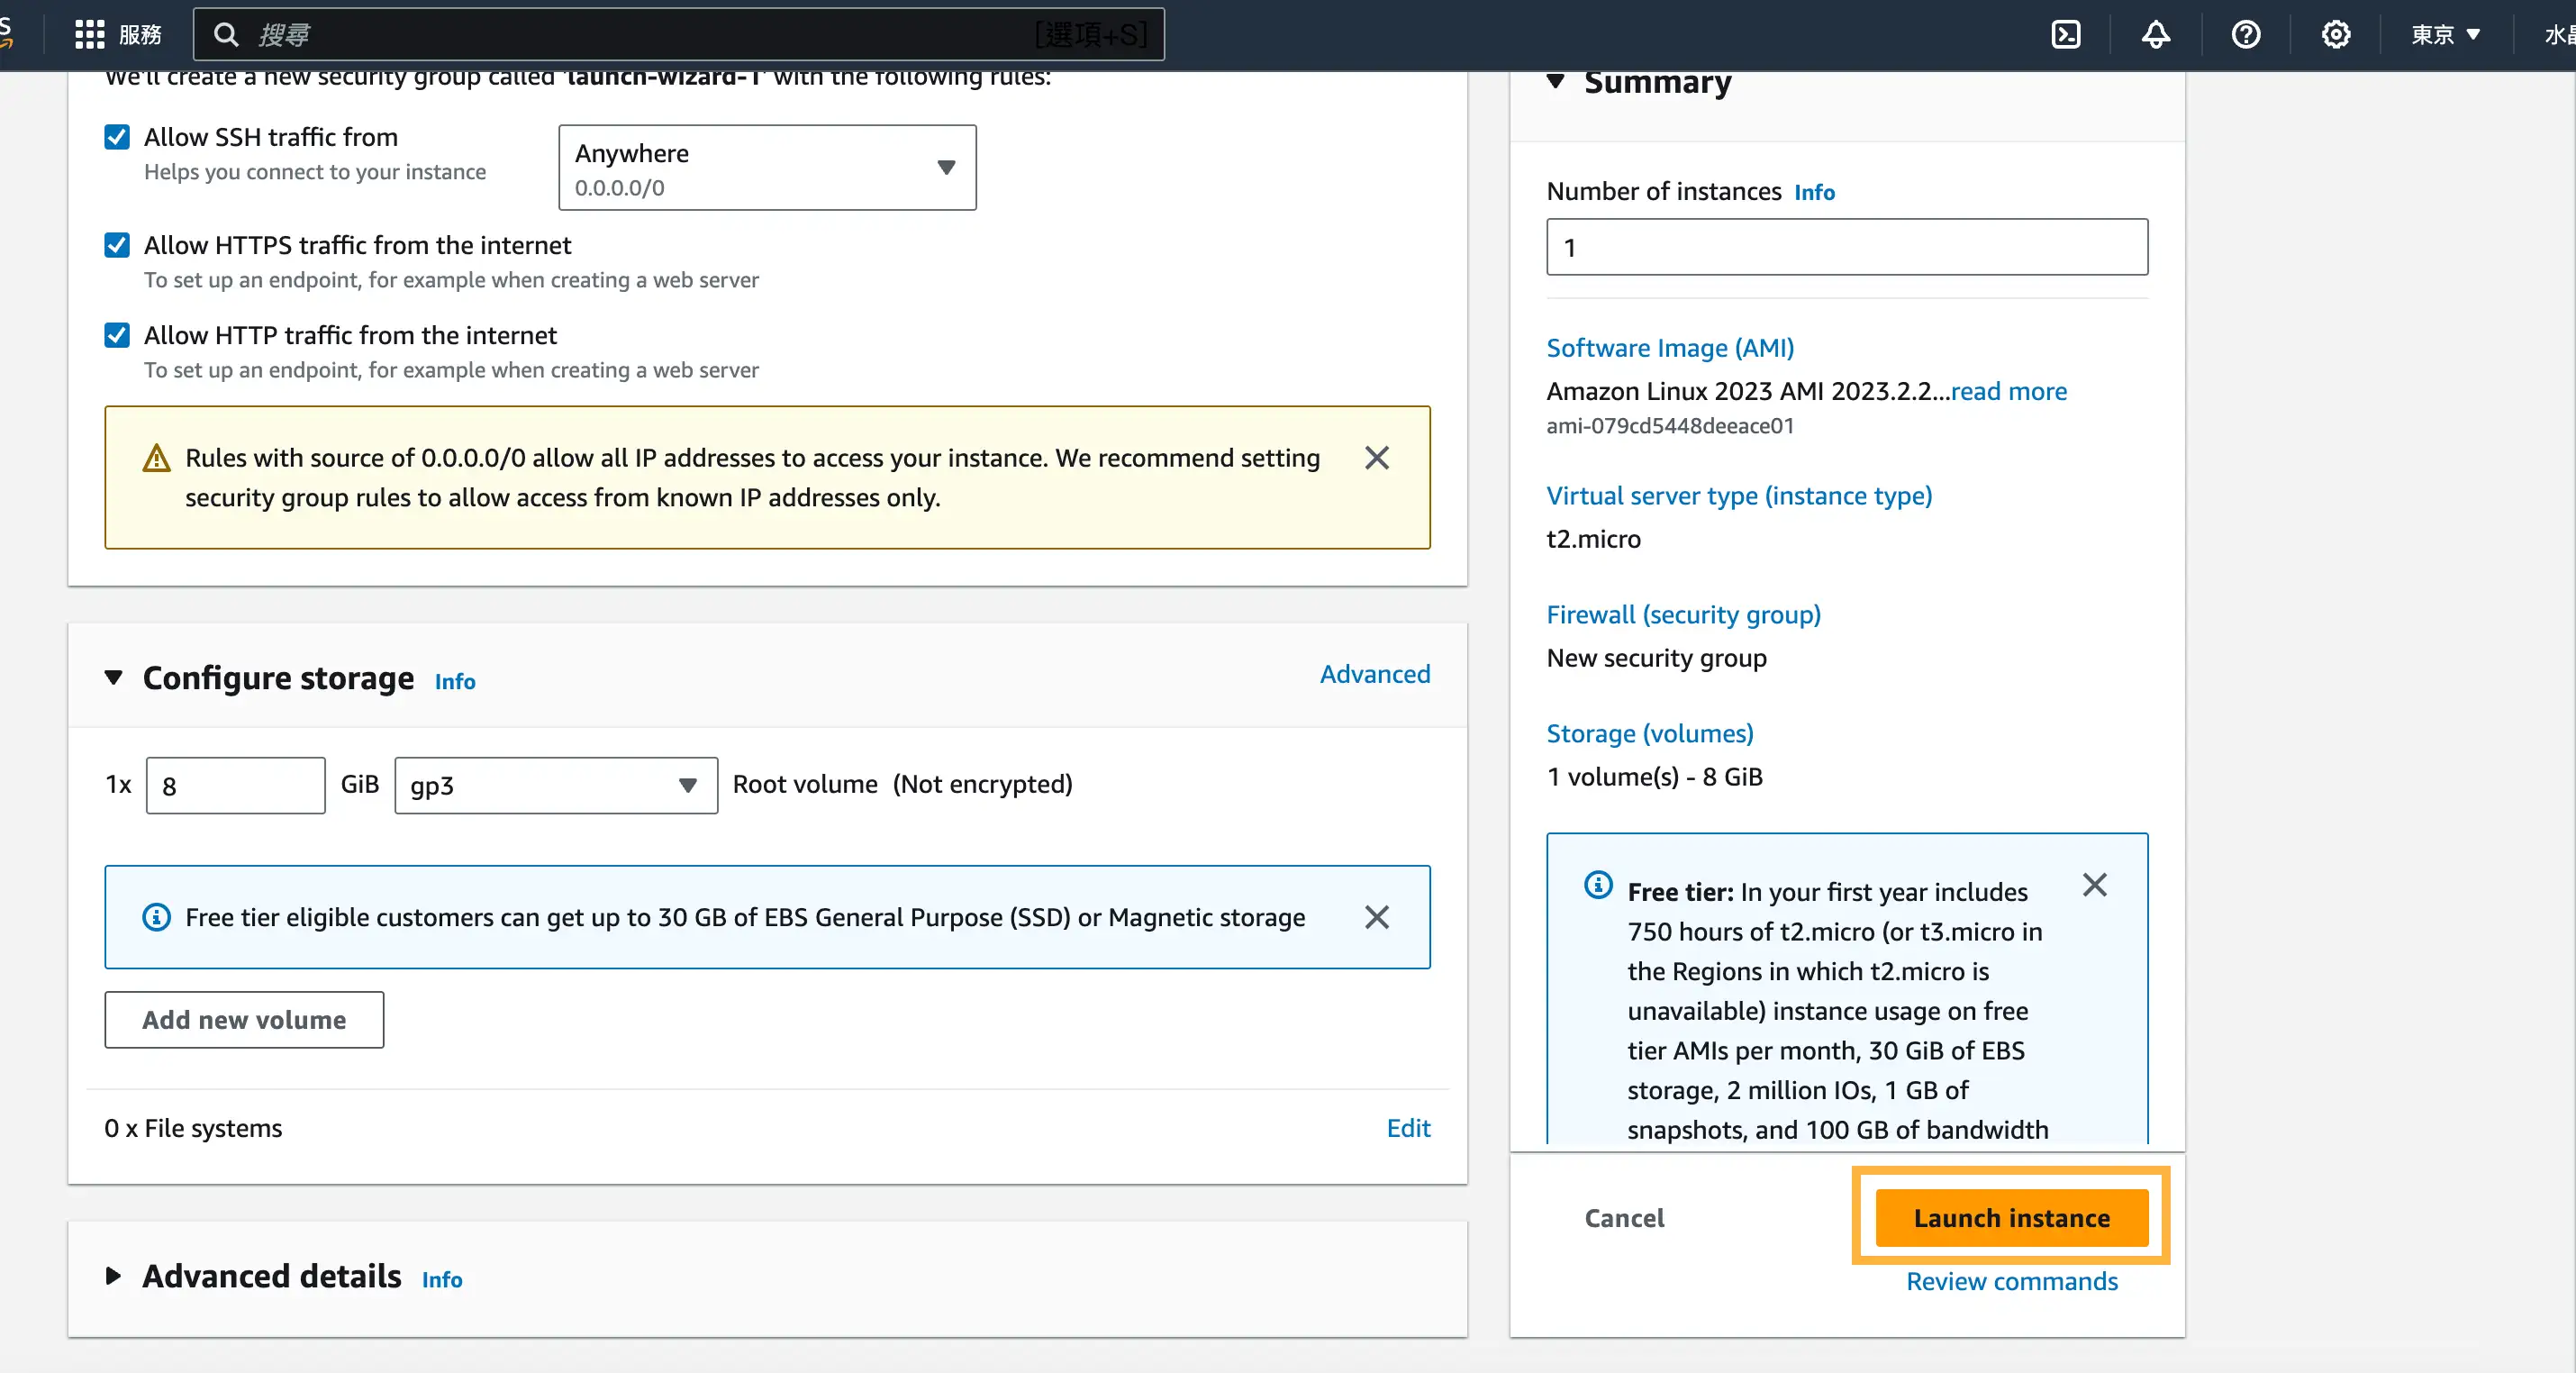 服務
搜尋
[選項+S]
東京
We'll create a new security group called 'launch-wizard-1' with the following rules:
Allow SSH traffic from
Helps you connect to your instance
Anywhere
0.0.0.0/0
Allow HTTPS traffic from the internet
To set up an endpoint, for example when creating a web server
Allow HTTP traffic from the internet
To set up an endpoint, for example when creating a web server
Rules with source of 0.0.0.0/0 allow all IP addresses to access your instance. We recommend setting
security group rules to allow access from known IP addresses only.
Configure storage Info
Advanced
1x 8 GiB gp3 Root volume (Not encrypted)
Free tier eligible customers can get up to 30 GB of EBS General Purpose (SSD) or Magnetic storage
Add new volume
0 x File systems
Edit
Advanced details Info
Summary
Number of instances Info
1
Software Image (AMI)
Amazon Linux 2023 AMI 2023.2.2...read more
ami-079cd5448deeace01
Virtual server type (instance type)
t2.micro
Firewall (security group)
New security group
Storage (volumes)
1 volume(s) - 8 GiB
Free tier: In your first year includes
750 hours of t2.micro (or t3.micro in
the Regions in which t2.micro is
unavailable) instance usage on free
tier AMIs per month, 30 GiB of EBS
storage, 2 million IOs, 1 GB of
snapshots, and 100 GB of bandwidth
Cancel
Launch instance
Review commands